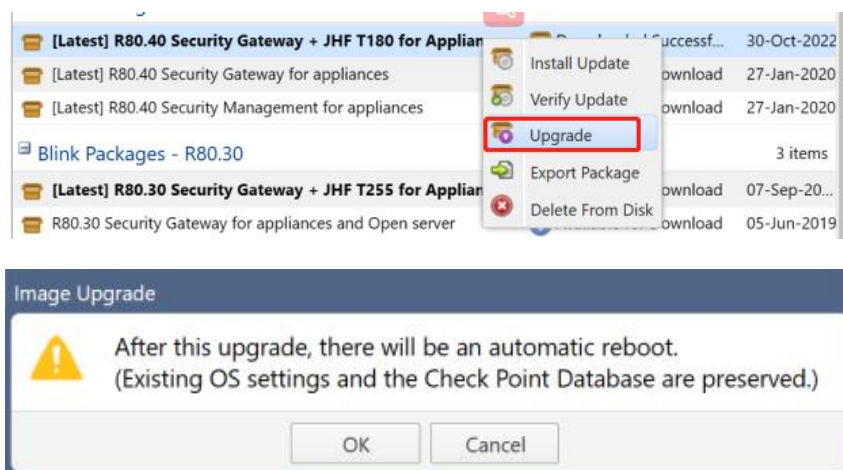 [Latest] R80.40 Security Gateway + JHF T180 for Applian Successf... 30-Oct-2022
Install Update
[Latest] R80.40 Security Gateway for appliances ownload 27-Jan-2020
Verify Update
[Latest] R80.40 Security Management for appliances ownload 27-Jan-2020
Upgrade
Blink Packages - R80.30 3 items
Export Package
[Latest] R80.30 Security Gateway + JHF T255 for Applian ownload 07-Sep-20...
Delete From Disk
R80.30 Security Gateway for appliances and Open server ownload 05-Jun-2019
Image Upgrade
After this upgrade, there will be an automatic reboot.
(Existing OS settings and the Check Point Database are preserved.)
OK Cancel